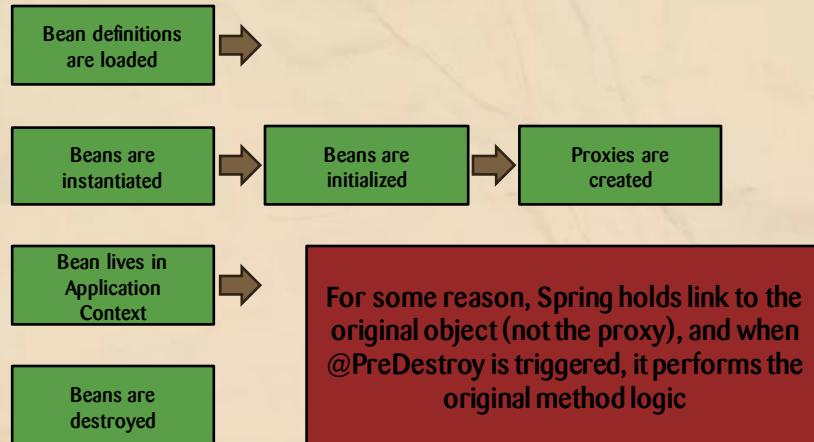 Bean definitions
are loaded
Beans are
instantiated
Beans are
initialized
Proxies are
created
Bean lives in
Application
Context
For some reason, Spring holds link to the
original object (not the proxy), and when
@PreDestroy is triggered, it performs the
original method logic
Beans are
destroyed